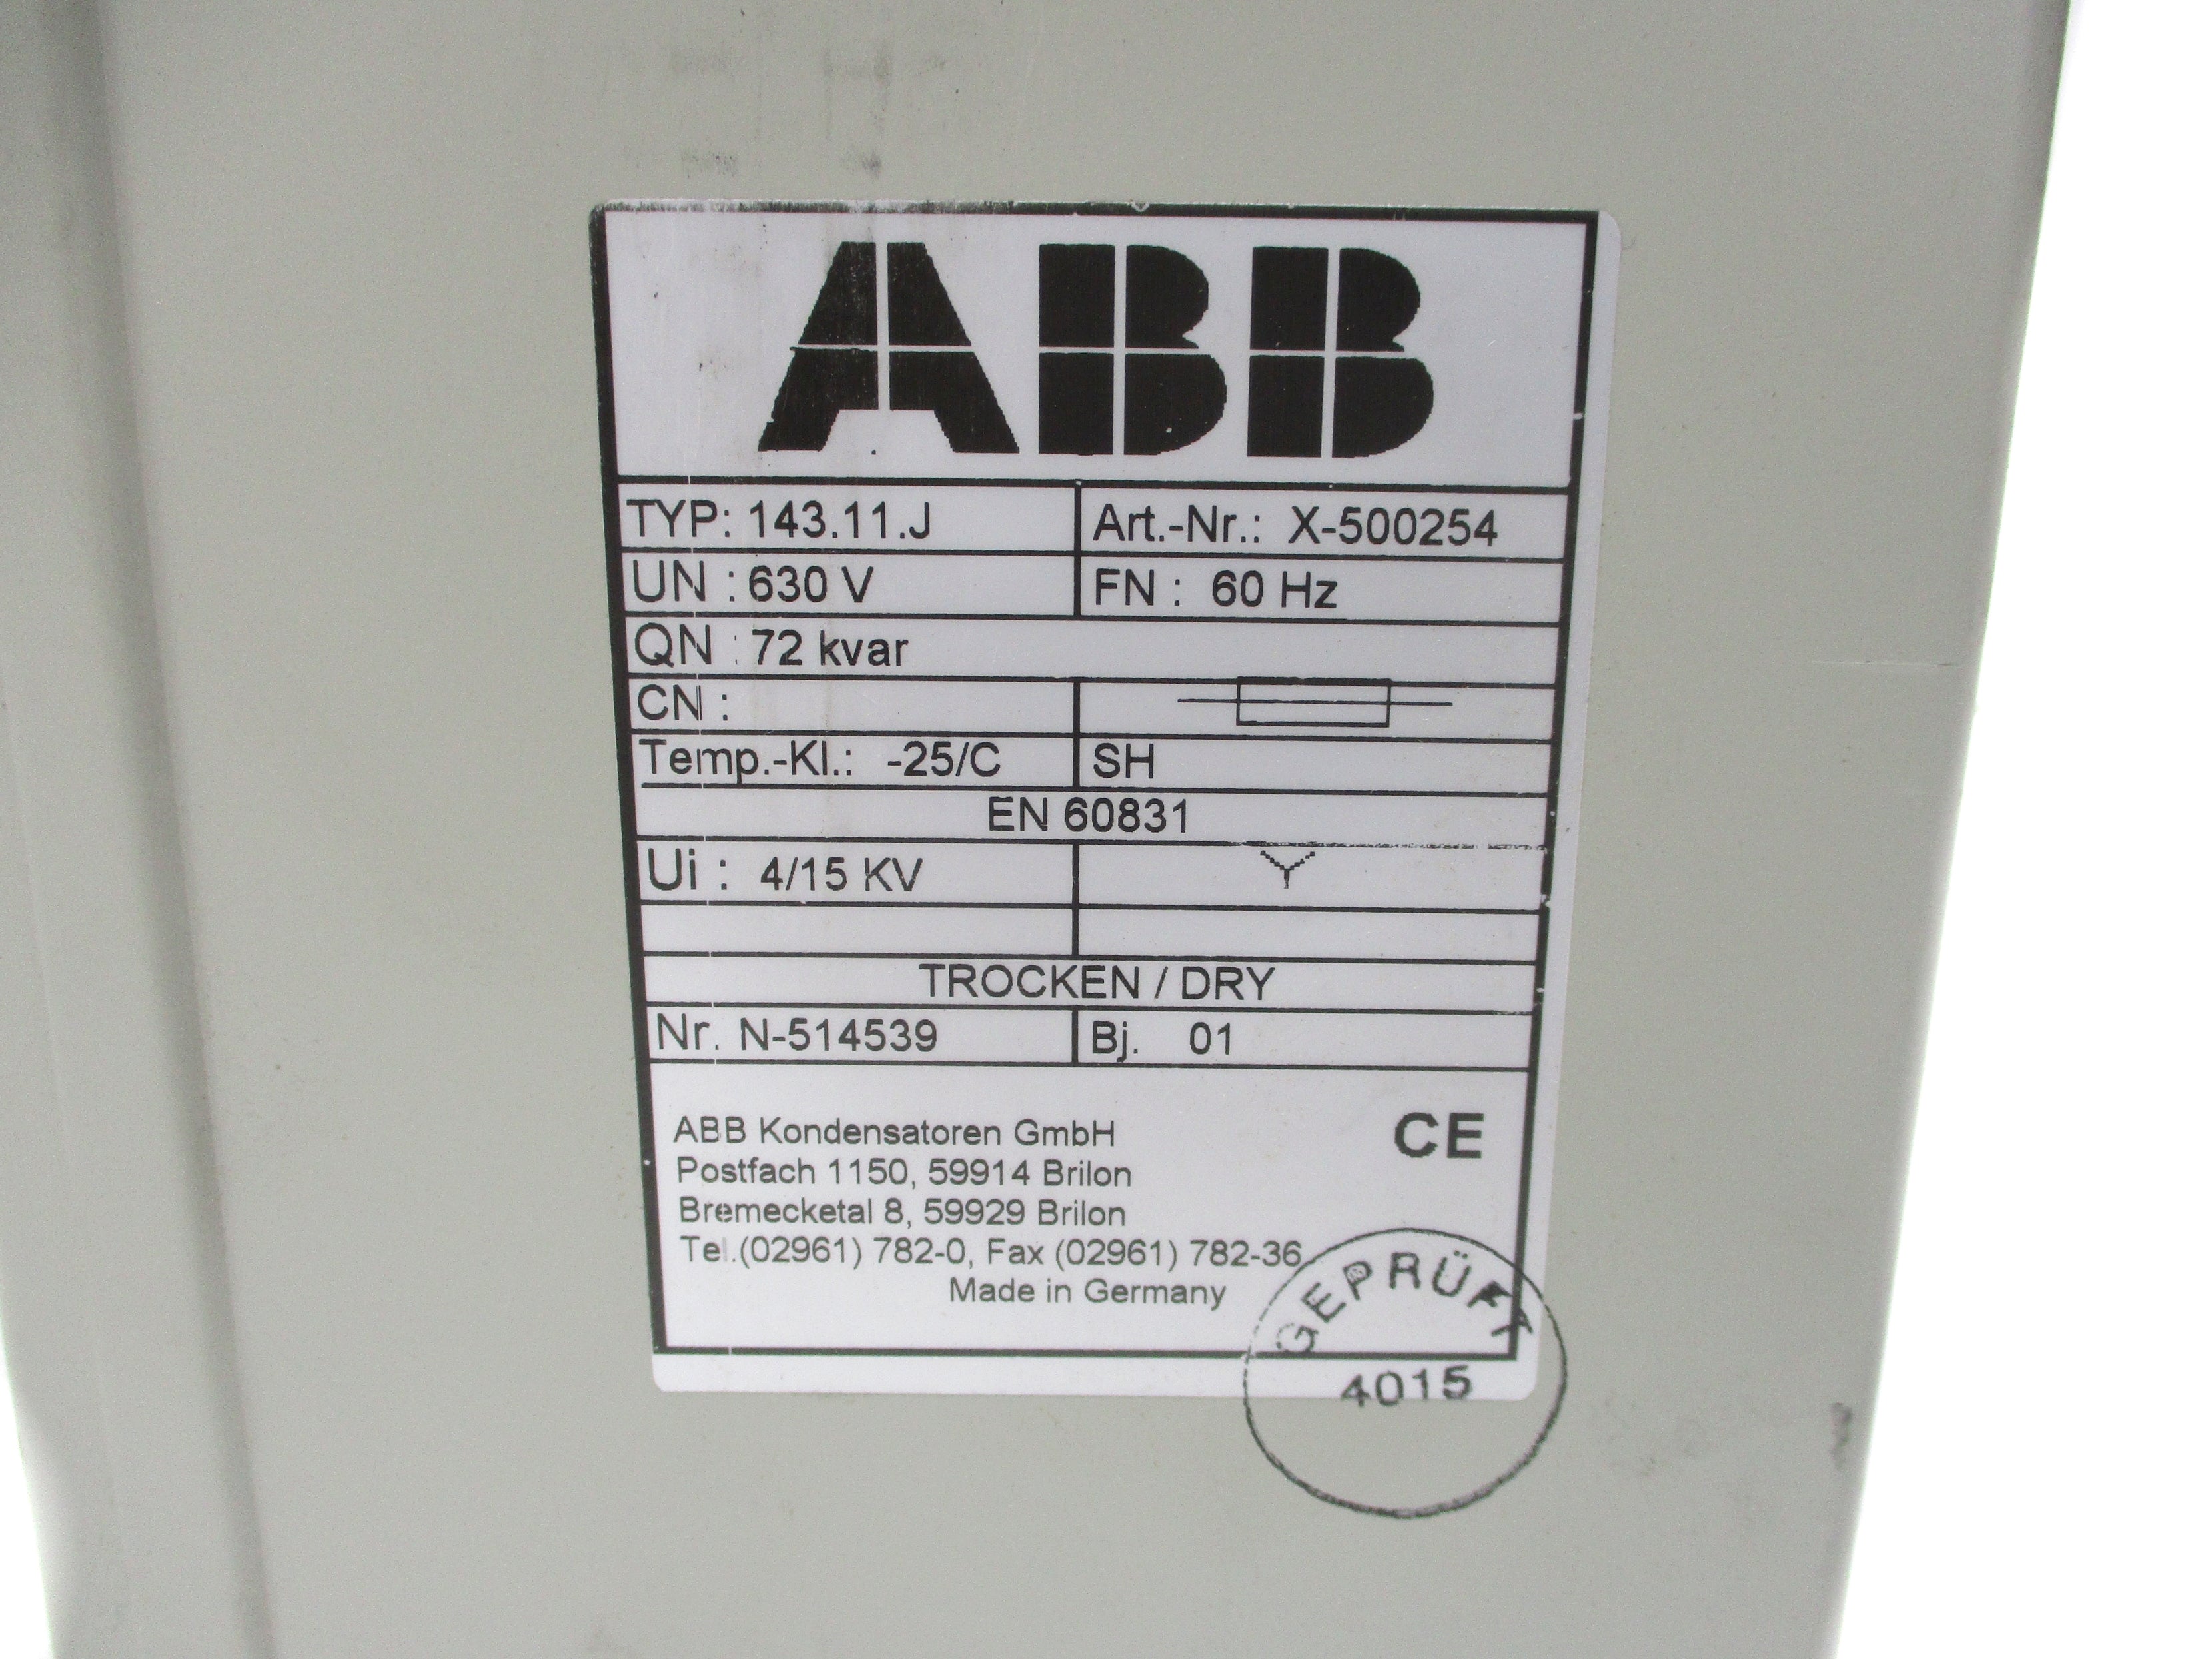 ABB
TYP: 143.11.J Art.-Nr.: X-500254
UN : 630 V FN : 60 Hz
QN : 72 kvar
CN :
Temp.-Kl.: -25/C SH
EN 60831
Ui : 4/15 KV
TROCKEN / DRY
Nr. N-514539 Bj. 01
ABB Kondensatoren GmbH CE
Postfach 1150, 59914 Brilon
Bremecketal 8, 59929 Brilon
Tel.(02961) 782-0, Fax (02961) 782-36
Made in Germany
GEPRÜFT
4015